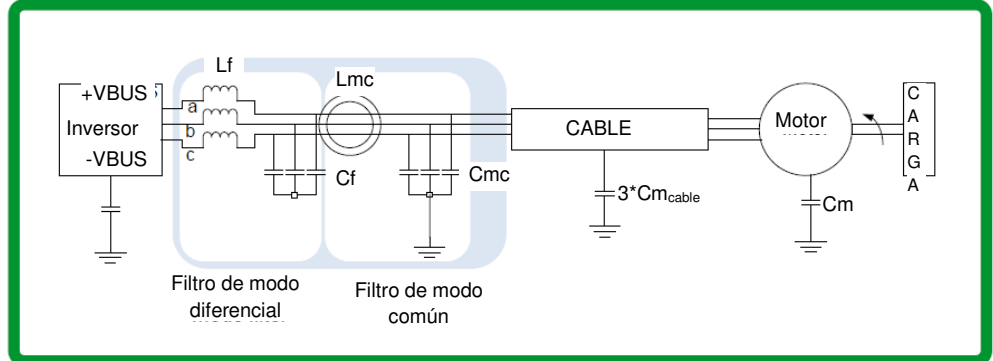 Lf
Lmc
+VBUS
a
Inversor
b
-VBUS
c
Cf
Cmc
CABLE
3*Cmcable
Motor
Cm
CARGA
Filtro de modo
diferencial
Filtro de modo
común